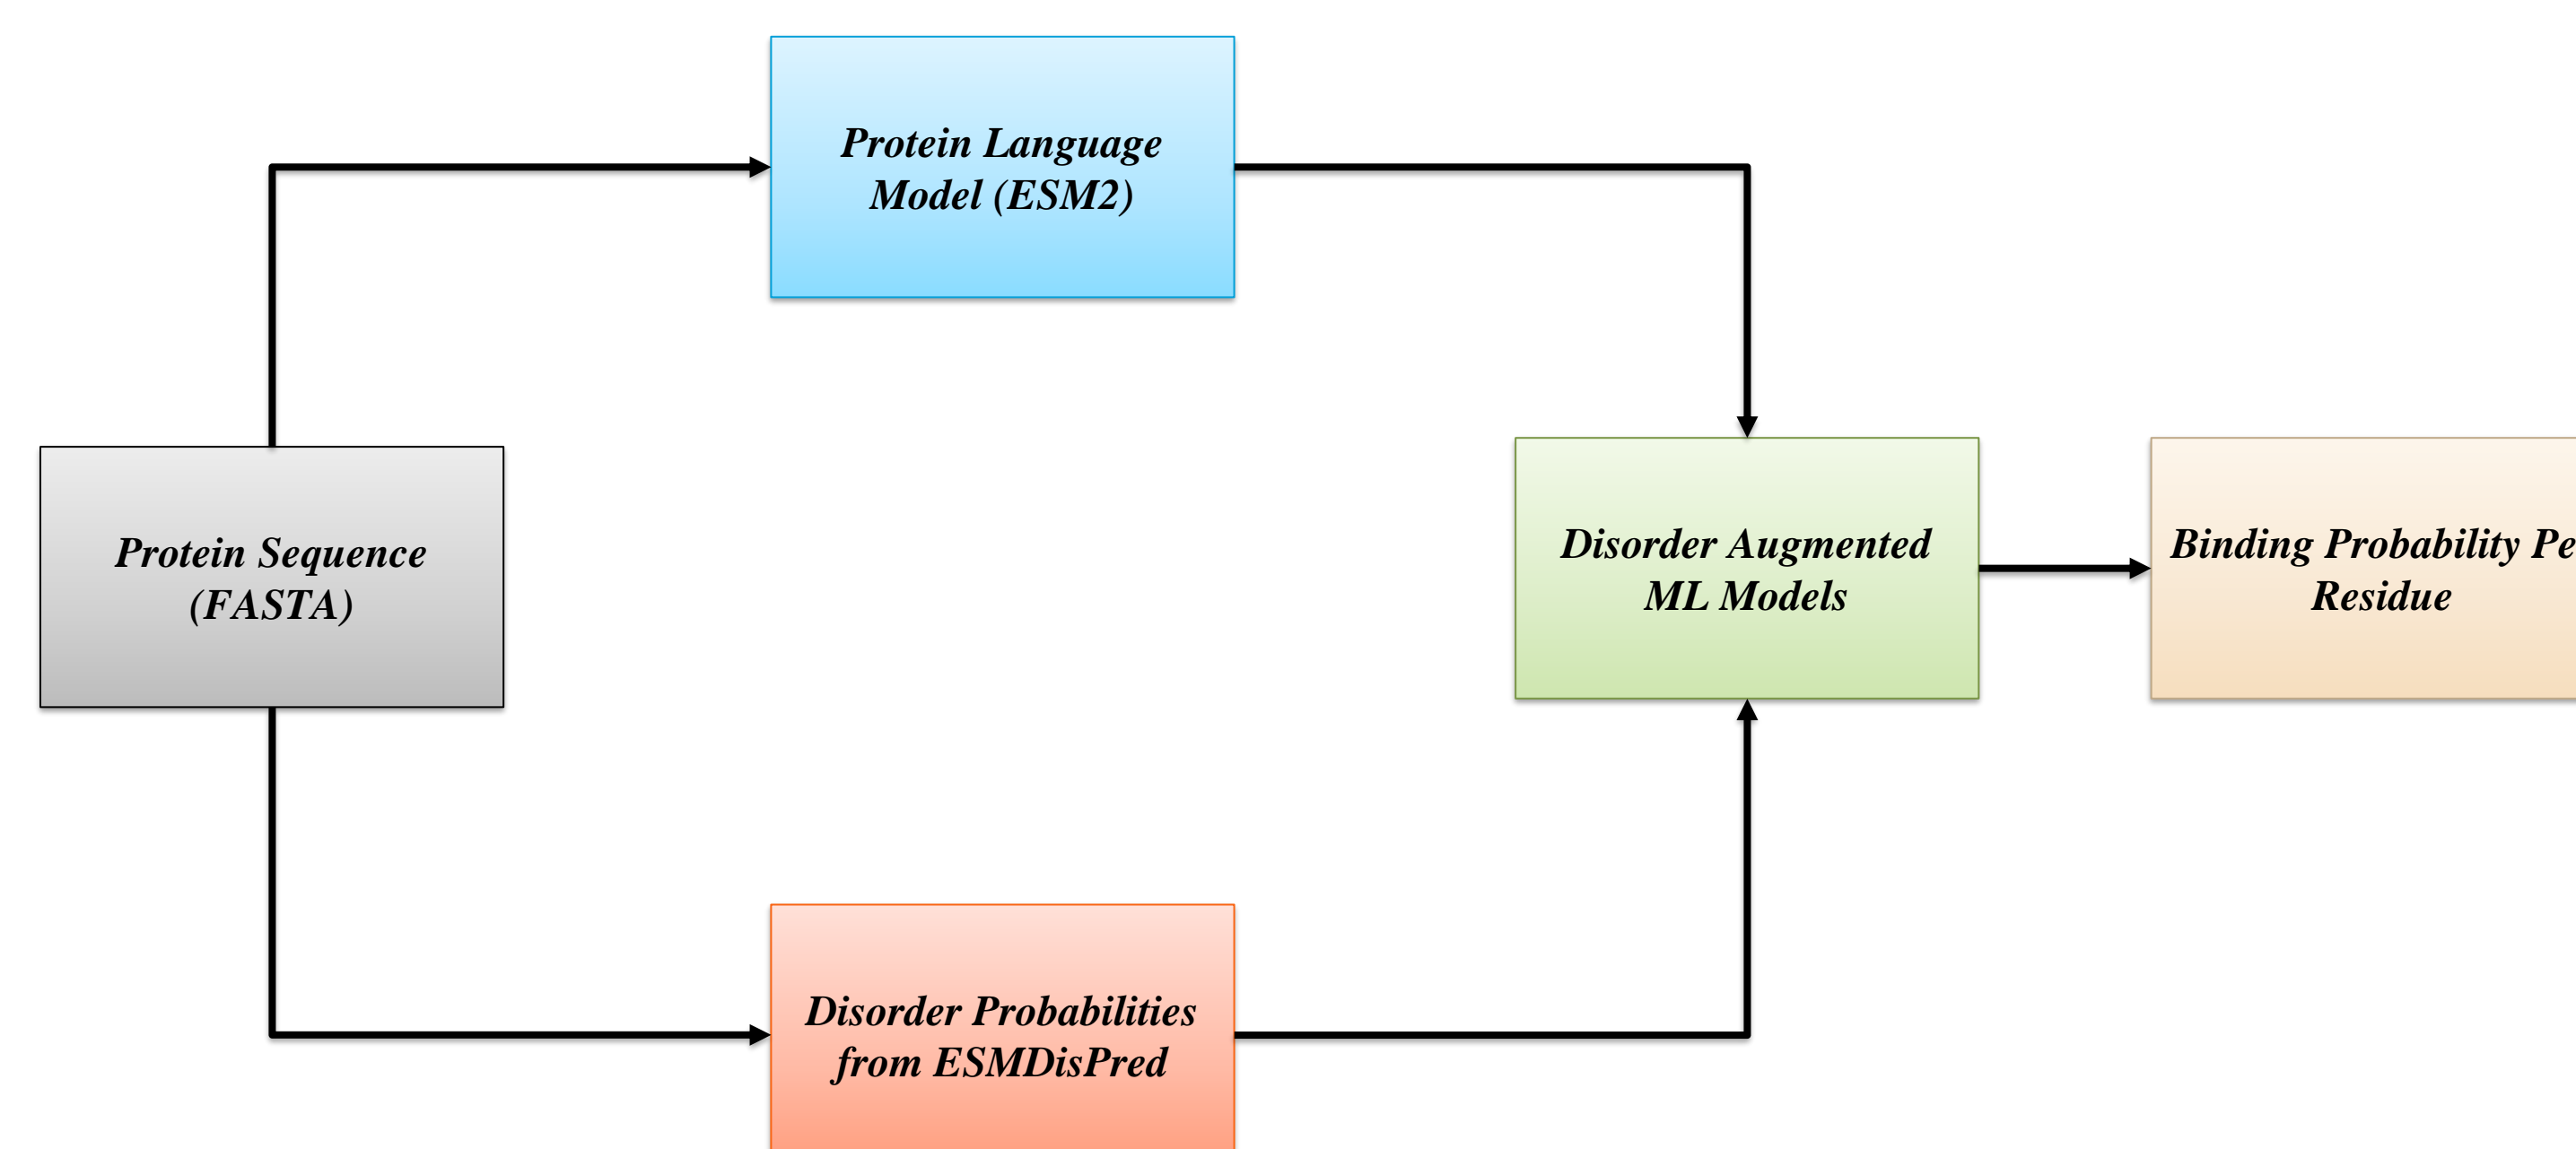 Protein Language
Model (ESM2)
Protein Sequence
(FASTA)
Disorder Augmented
ML Models
Binding Probability Pe
Residue
Disorder Probabilities
from ESMDisPred